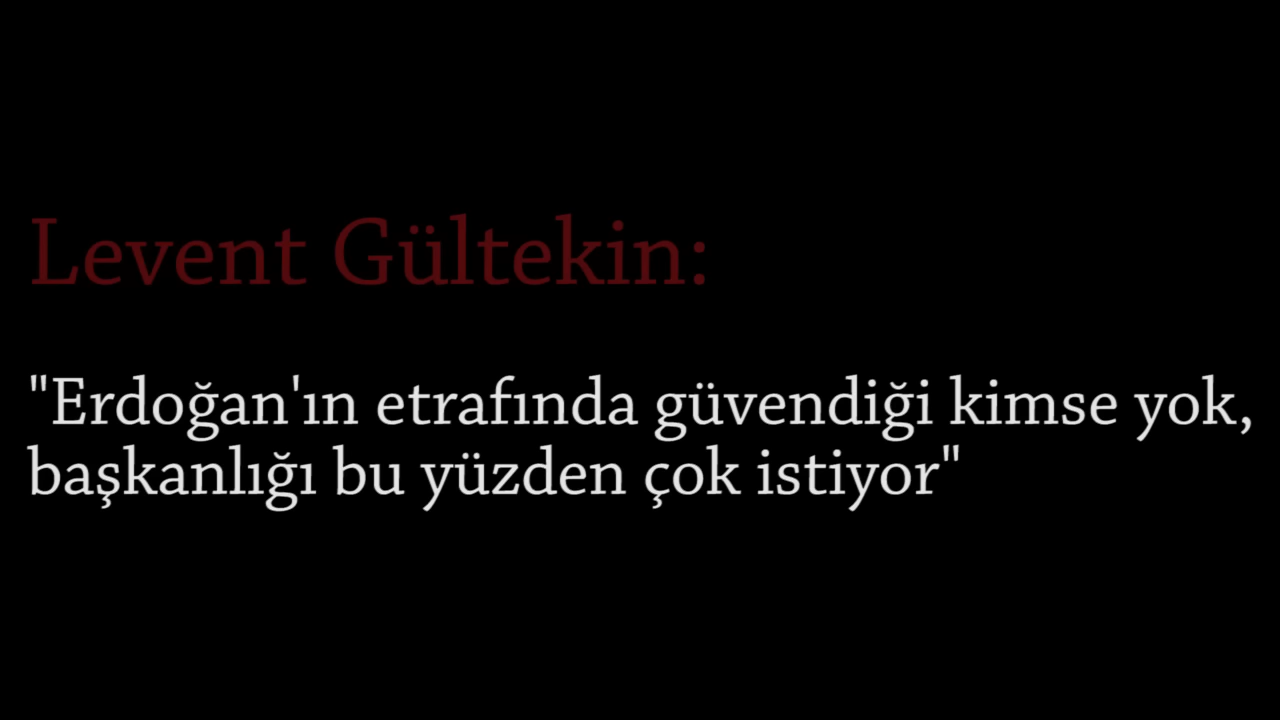 Levent Gültekin:
"Erdoğan'ın etrafında güvendiği kimse yok,
başkanlığı bu yüzden çok istiyor"